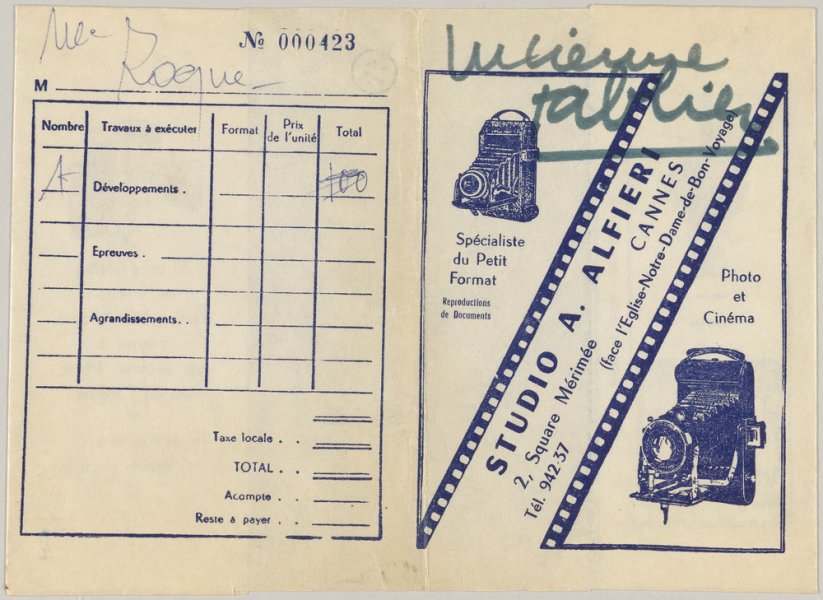 № 000423
M
Roque
Nombre Travaux à exécuter Format Prix de l'unité Total
1 Développements . 100
Epreuves .
Agrandissements. .
Taxe locale . .
TOTAL . .
Acompte . .
Reste à payer . .
Lucienne
tablier
Spécialiste
du Petit
Format
Reproductions
de Documents
STUDIO A. ALFIERI
2, Square Mérimée CANNES
Tél. 942.37 (face l'Eglise-Notre-Dame-de-Bon-Voyage)
Photo
et
Cinéma